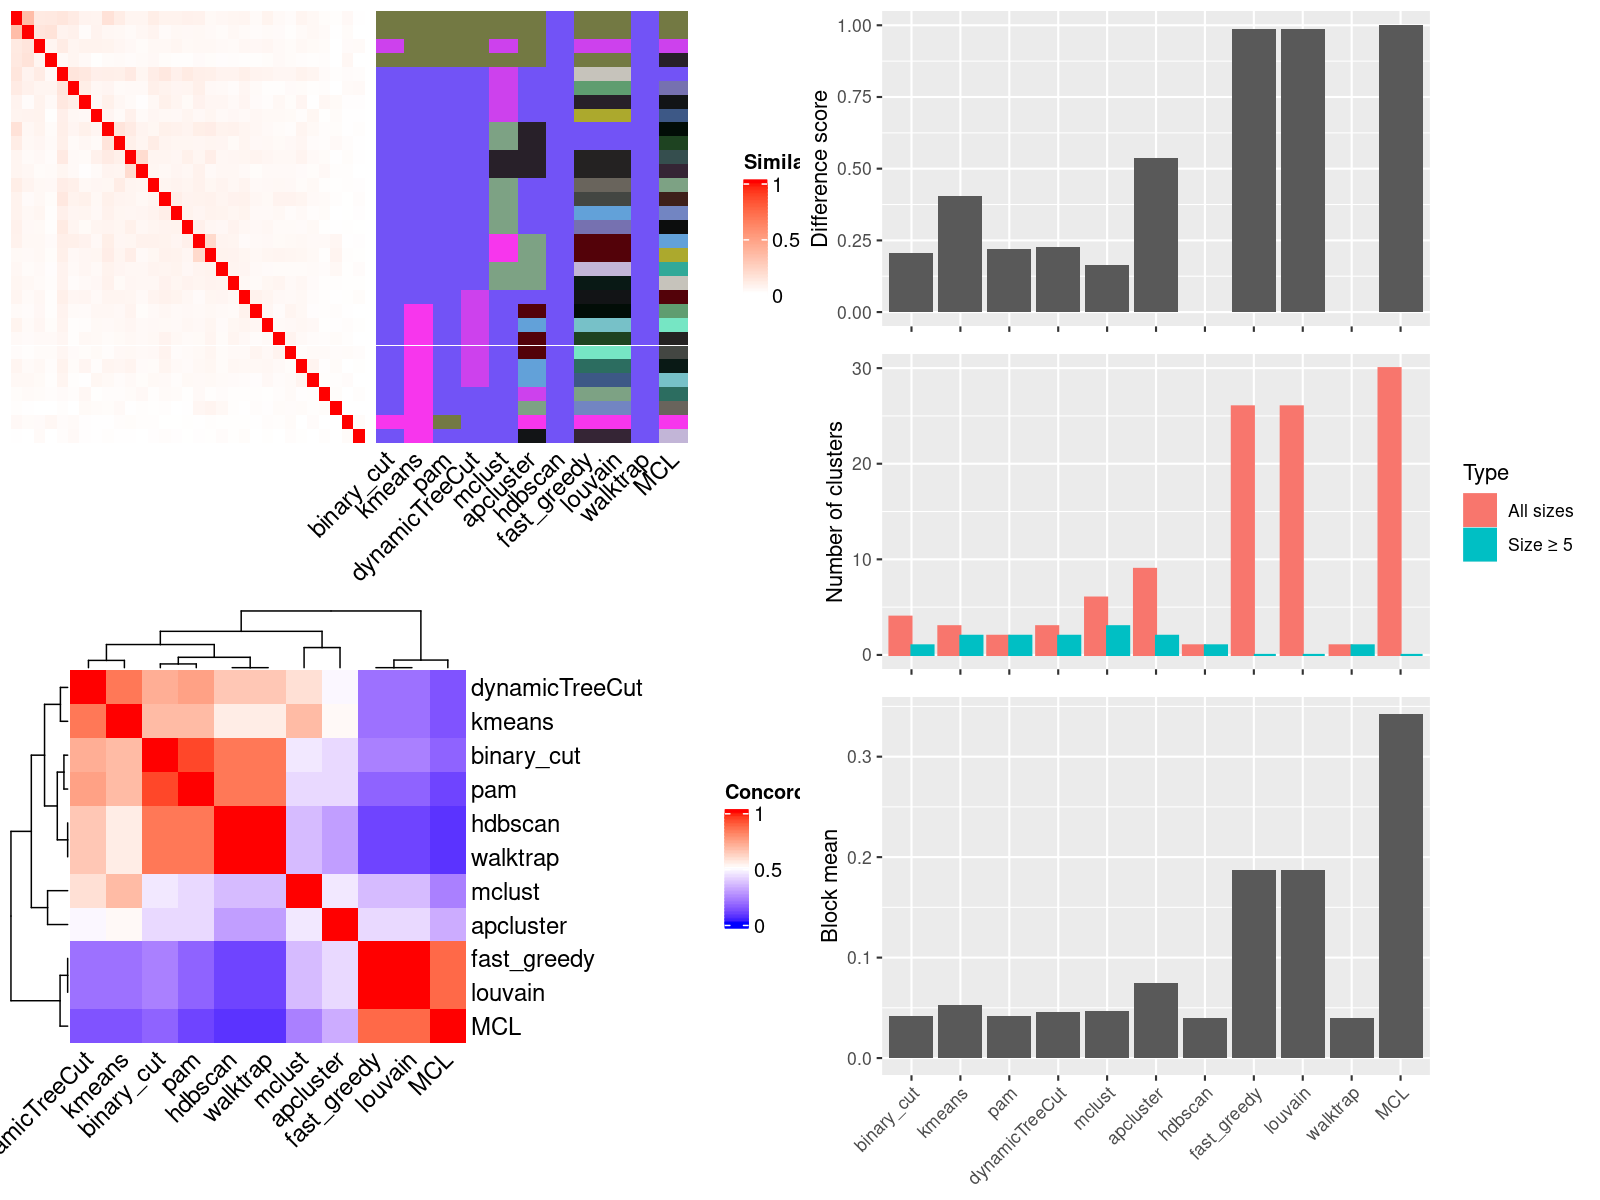 Simila
1
0.5
0
binary_cut
kmeans
pam
dynamicTreeCut
mclust
apcluster
hdbscan
fast_greedy
louvain
walktrap
MCL
dynamicTreeCut
kmeans
binary_cut
pam
hdbscan
walktrap
mclust
apcluster
fast_greedy
louvain
MCL
Concord
1
0.5
0
amicTreeCut
kmeans
binary_cut
pam
hdbscan
walktrap
mclust
apcluster
fast_greedy
louvain
MCL
Difference score
1.00
0.75
0.50
0.25
0.00
Number of clusters
30
20
10
0
Type
All sizes
Size ≥ 5
Block mean
0.3
0.2
0.1
0.0
binary_cut
kmeans
pam
dynamicTreeCut
mclust
apcluster
hdbscan
fast_greedy
louvain
walktrap
MCL